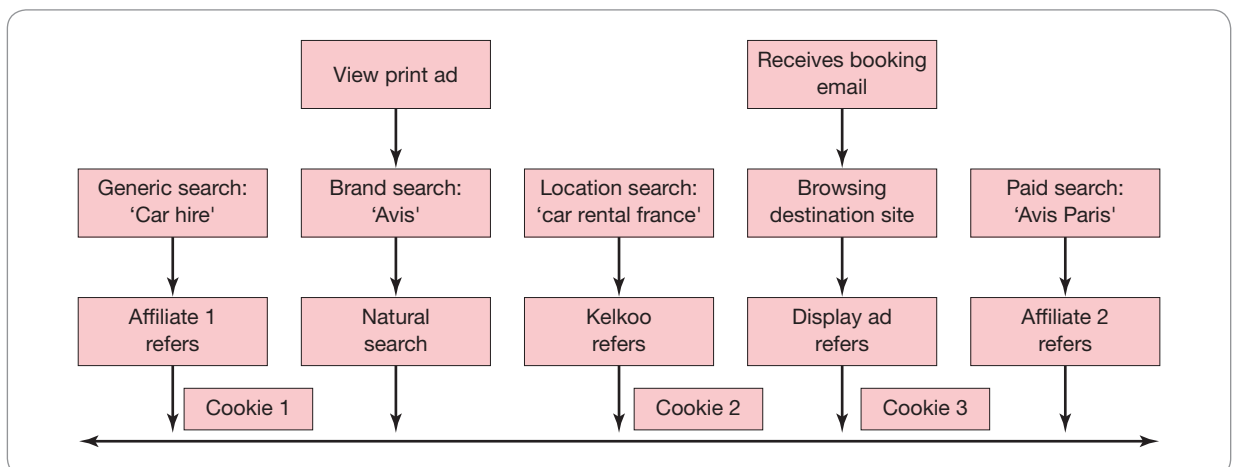 View print ad
Receives booking
email
Generic search:
‘Car hire'
Brand search:
‘Avis'
Location search:
‘car rental france'
Browsing
destination site
Paid search:
‘Avis Paris'
Affiliate 1
refers
Natural
search
Kelkoo
refers
Display ad
refers
Affiliate 2
refers
Cookie 1
Cookie 2
Cookie 3